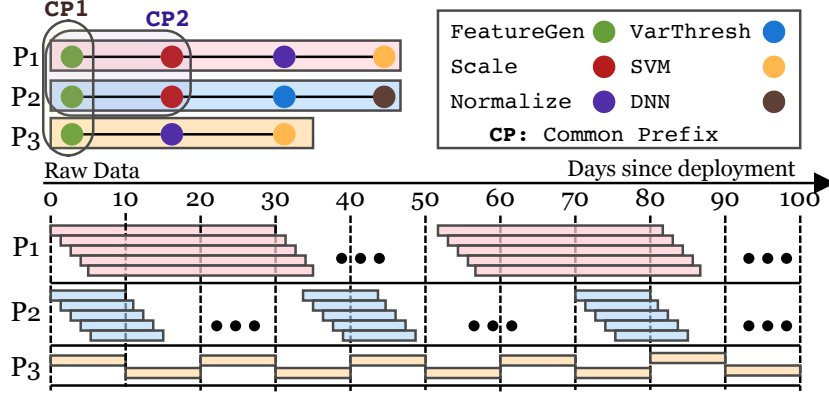 CP1
CP2
P1
P2
P3
FeatureGen VarThresh
Scale SVM
Normalize DNN
CP: Common Prefix
Raw Data Days since deployment
0 10 20 30 40 50 60 70 80 90 100
P1
P2
P3